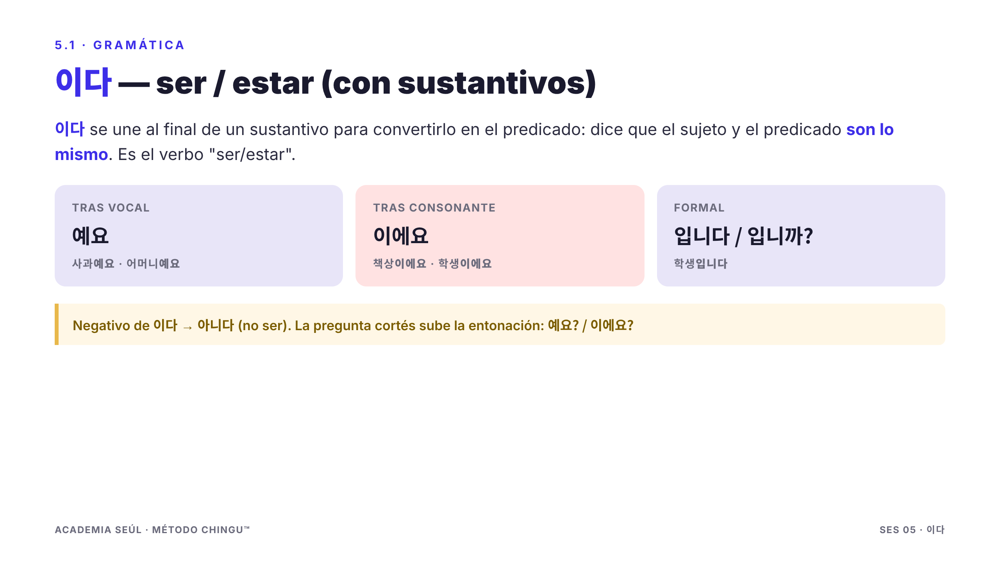 5.1 · GRAMÁTICA
이다 — ser / estar (con sustantivos)
이다 se une al final de un sustantivo para convertirlo en el predicado: dice que el sujeto y el predicado son lo
mismo. Es el verbo "ser/estar".
TRAS VOCAL
예요
사과예요 · 어머니예요
TRAS CONSONANTE
이에요
책상이에요 · 학생이에요
FORMAL
입니다 / 입니까?
학생입니다
Negativo de 이다 → 아니다 (no ser). La pregunta cortés sube la entonación: 예요? / 이에요?
ACADEMIA SEÚL · MÉTODO CHINGU™
SES 05 · 이다